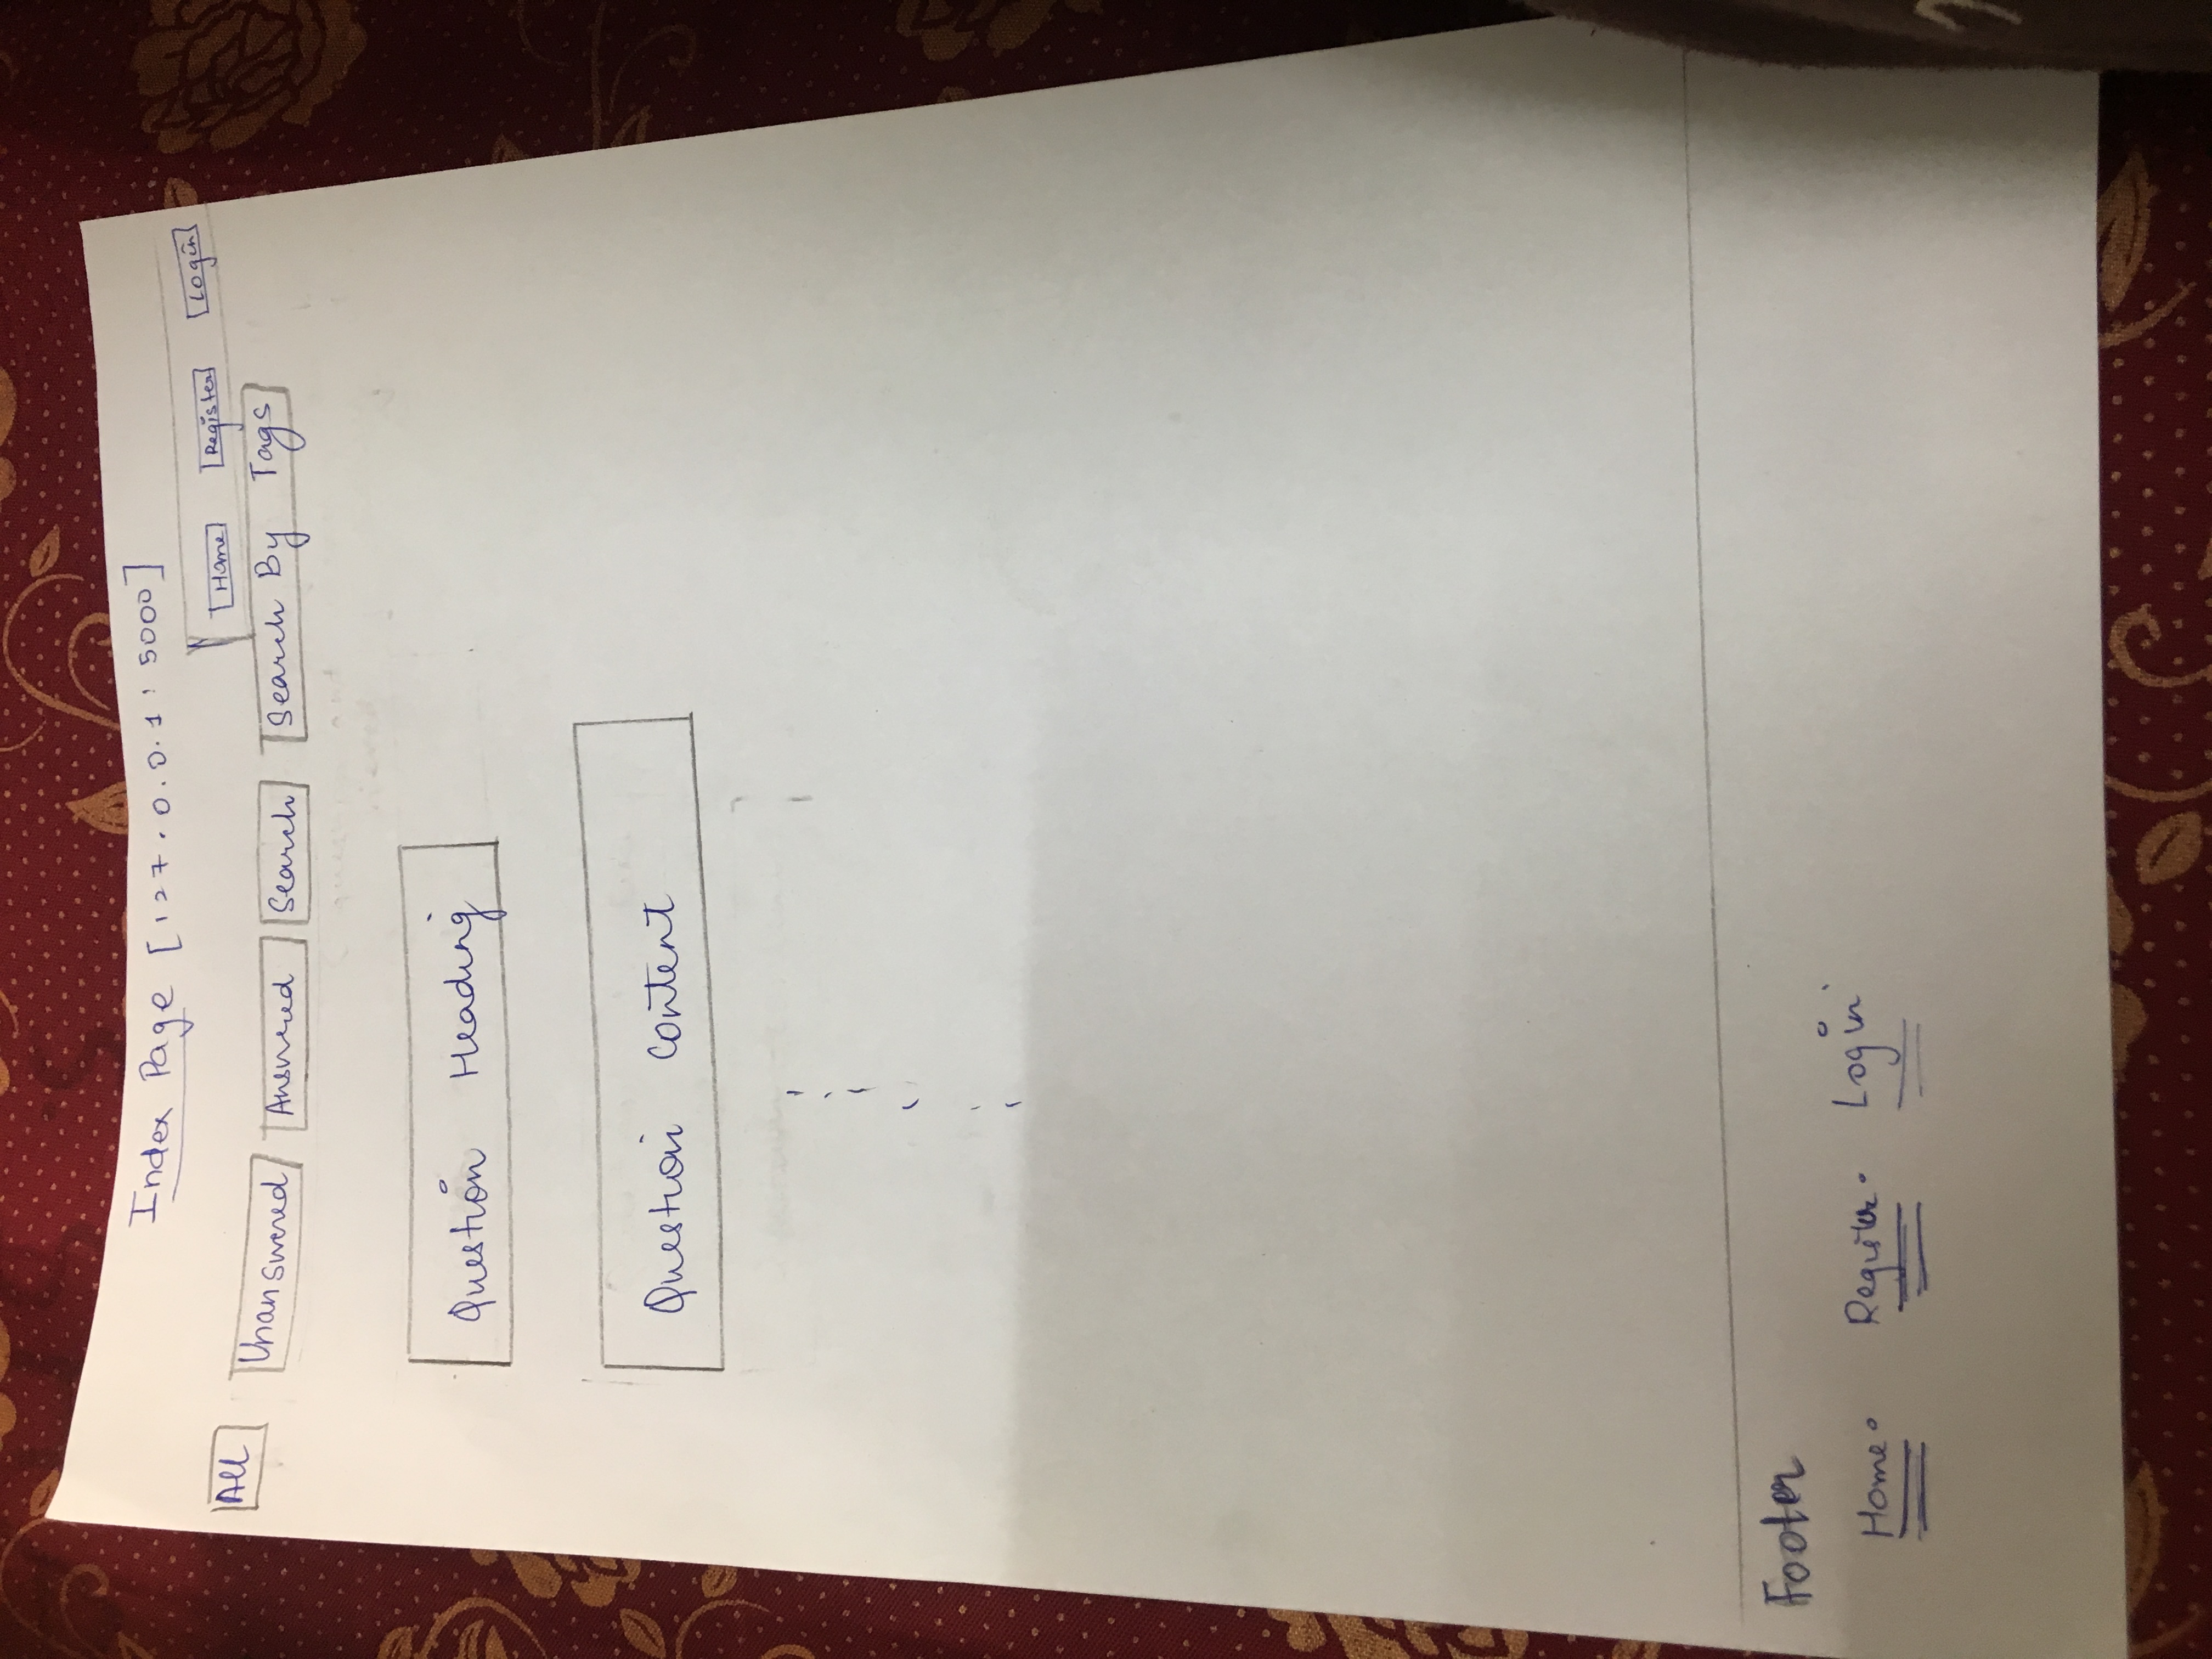 Index Page [127.0.0.1:5000]
Home Register Login
All Unanswered Answered Search Search By Tags
Question Heading
Question Content
Footer
Home. Register. Login